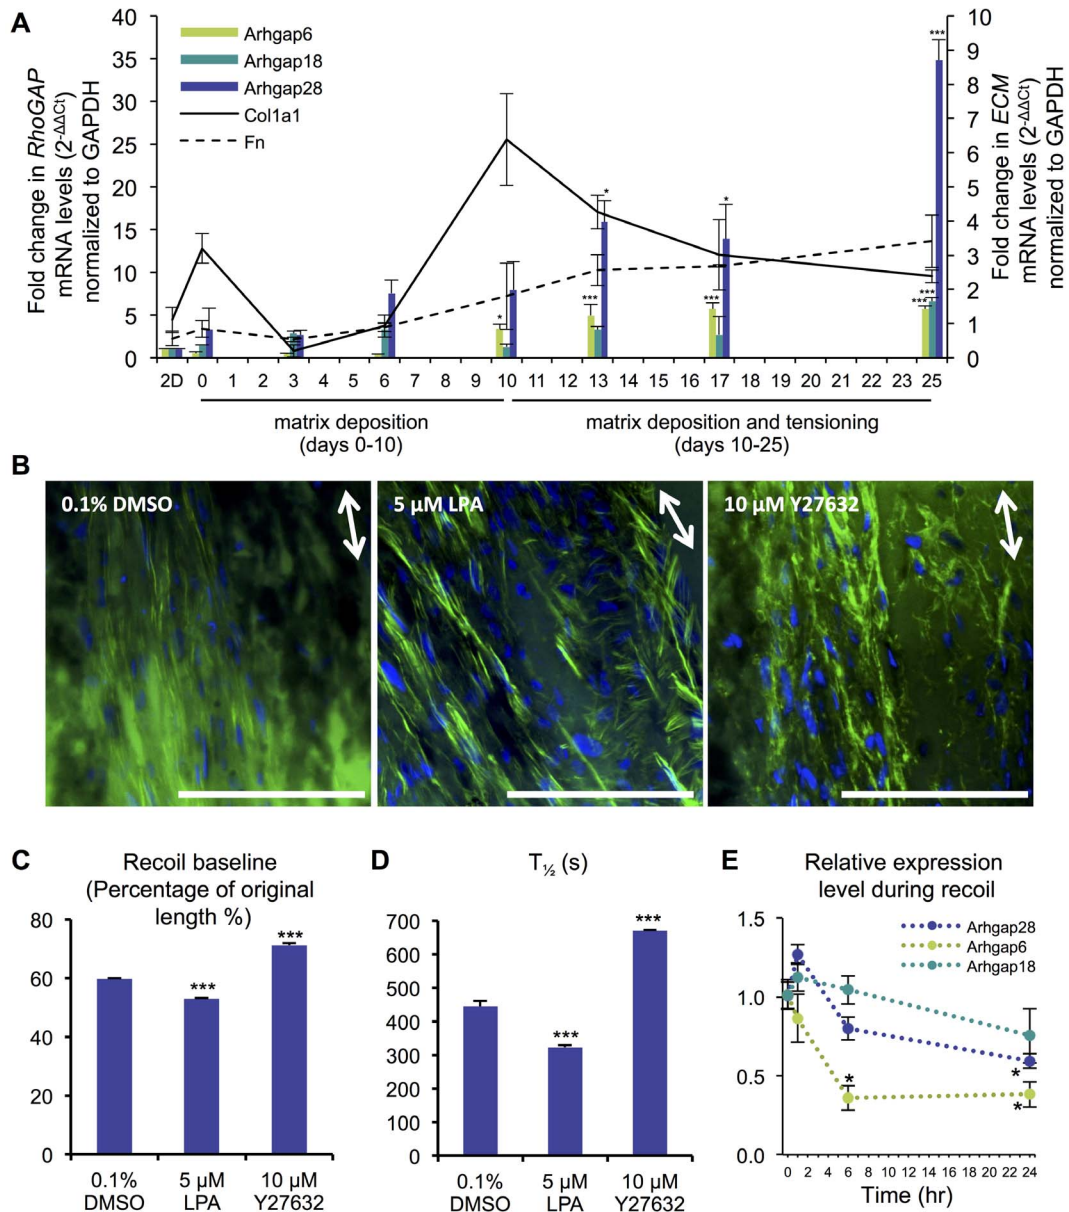 A
Fold change in RhoGAP
mRNA levels (2-ΔΔCt)
normalized to GAPDH
40
35
30
25
20
15
10
5
0
Arhgap6
Arhgap18
Arhgap28
Col1a1
Fn
10
9
8
7
6
5
4
3
2
1
0
Fold change in ECM
mRNA levels (2-ΔΔCt)
normalized to GAPDH
* *** * *** * *** *** ***
2D 0 1 2 3 4 5 6 7 8 9 10 11 12 13 14 15 16 17 18 19 20 21 22 23 25
matrix deposition
(days 0-10)
matrix deposition and tensioning
(days 10-25)
B
0.1% DMSO
5 µM LPA
10 µM Y27632
C
Recoil baseline
(Percentage of original
length %)
80
60
40
20
0
***
***
0.1%
DMSO
5 µM
LPA
10 µM
Y27632
D
T½ (s)
700
600
500
400
300
200
100
0
***
***
0.1%
DMSO
5 µM
LPA
10 µM
Y27632
E
Relative expression
level during recoil
1.5
1.0
0.5
0.0
Arhgap28
Arhgap6
Arhgap18
*
*
*
0 2 4 6 8 10 12 14 16 18 20 22 24
Time (hr)